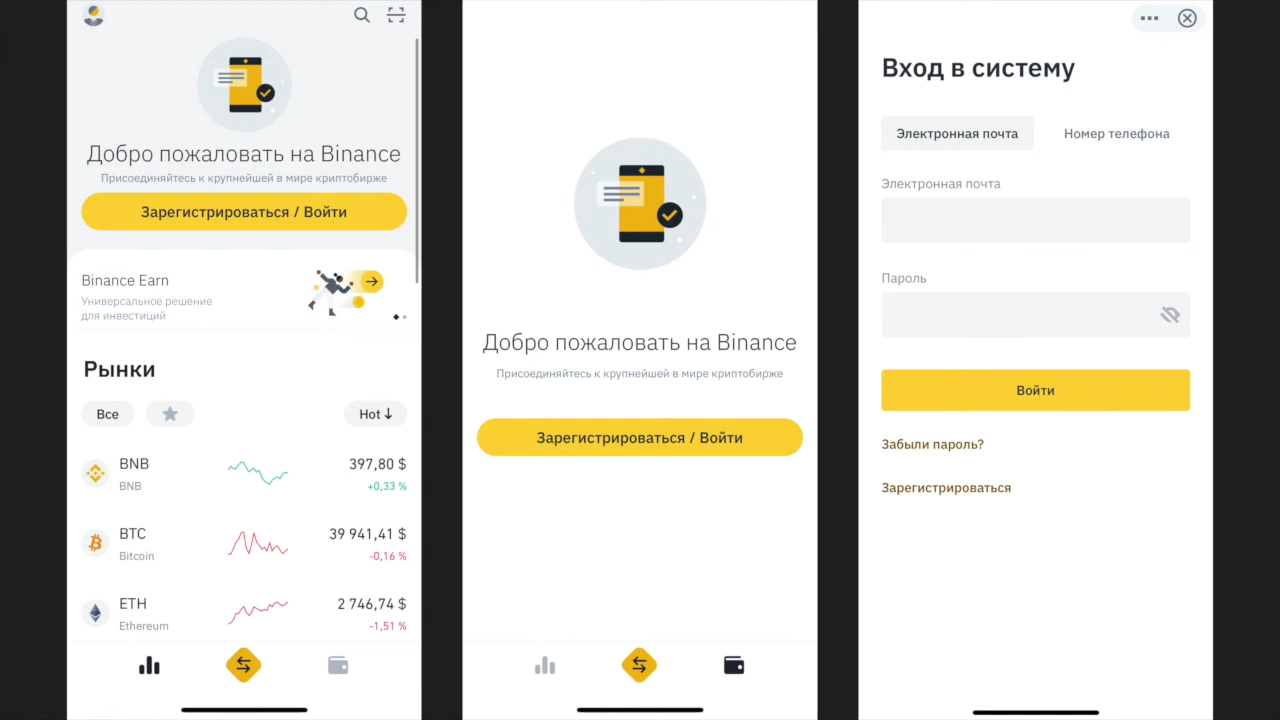 Добро пожаловать на Binance
Присоединяйтесь к крупнейшей в мире криптобирже
Зарегистрироваться / Войти
Binance Earn
Универсальное решение
для инвестиций
Рынки
Все
Hot ↓
BNB
397,80 $
BNB
+0,33 %
BTC
39 941,41 $
Bitcoin
-0,16 %
ETH
2 746,74 $
Ethereum
-1,51 %
Добро пожаловать на Binance
Присоединяйтесь к крупнейшей в мире криптобирже
Зарегистрироваться / Войти
Вход в систему
Электронная почта
Номер телефона
Электронная почта
Пароль
Войти
Забыли пароль?
Зарегистрироваться